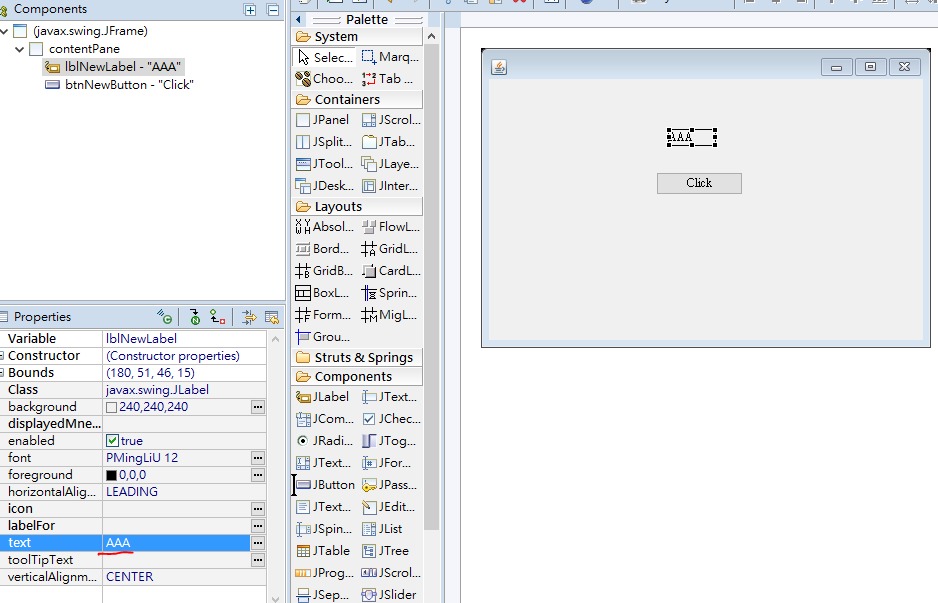 Components
(javax.swing.JFrame)
contentPane
lblNewLabel - "AAA"
btnNewButton - "Click"
Properties
Variable lblNewLabel
Constructor (Constructor properties)
Bounds (180, 51, 46, 15)
Class javax.swing.JLabel
background 240,240,240
displayedMne...
enabled true
font PMingLiU 12
foreground 0,0,0
horizontalAlig... LEADING
icon
labelFor
text AAA
toolTipText
verticalAlignm... CENTER
Palette
System
Selec... Marq...
Choo... Tab ...
Containers
JPanel JScrol...
JSplit... JTab...
JTool... JLaye...
JDesk... JInter...
Layouts
Absol... FlowL...
Bord... GridL...
GridB... CardL...
BoxL... Sprin...
Form... MigL...
Grou...
Struts & Springs
Components
JLabel JText...
JCom... JChec...
JRadi... JTog...
JText... JFor...
JButton JPass...
JText... JEdit...
JSpin... JList
JTable JTree
JProg... JScrol...
JSep... JSlider
AAA
Click